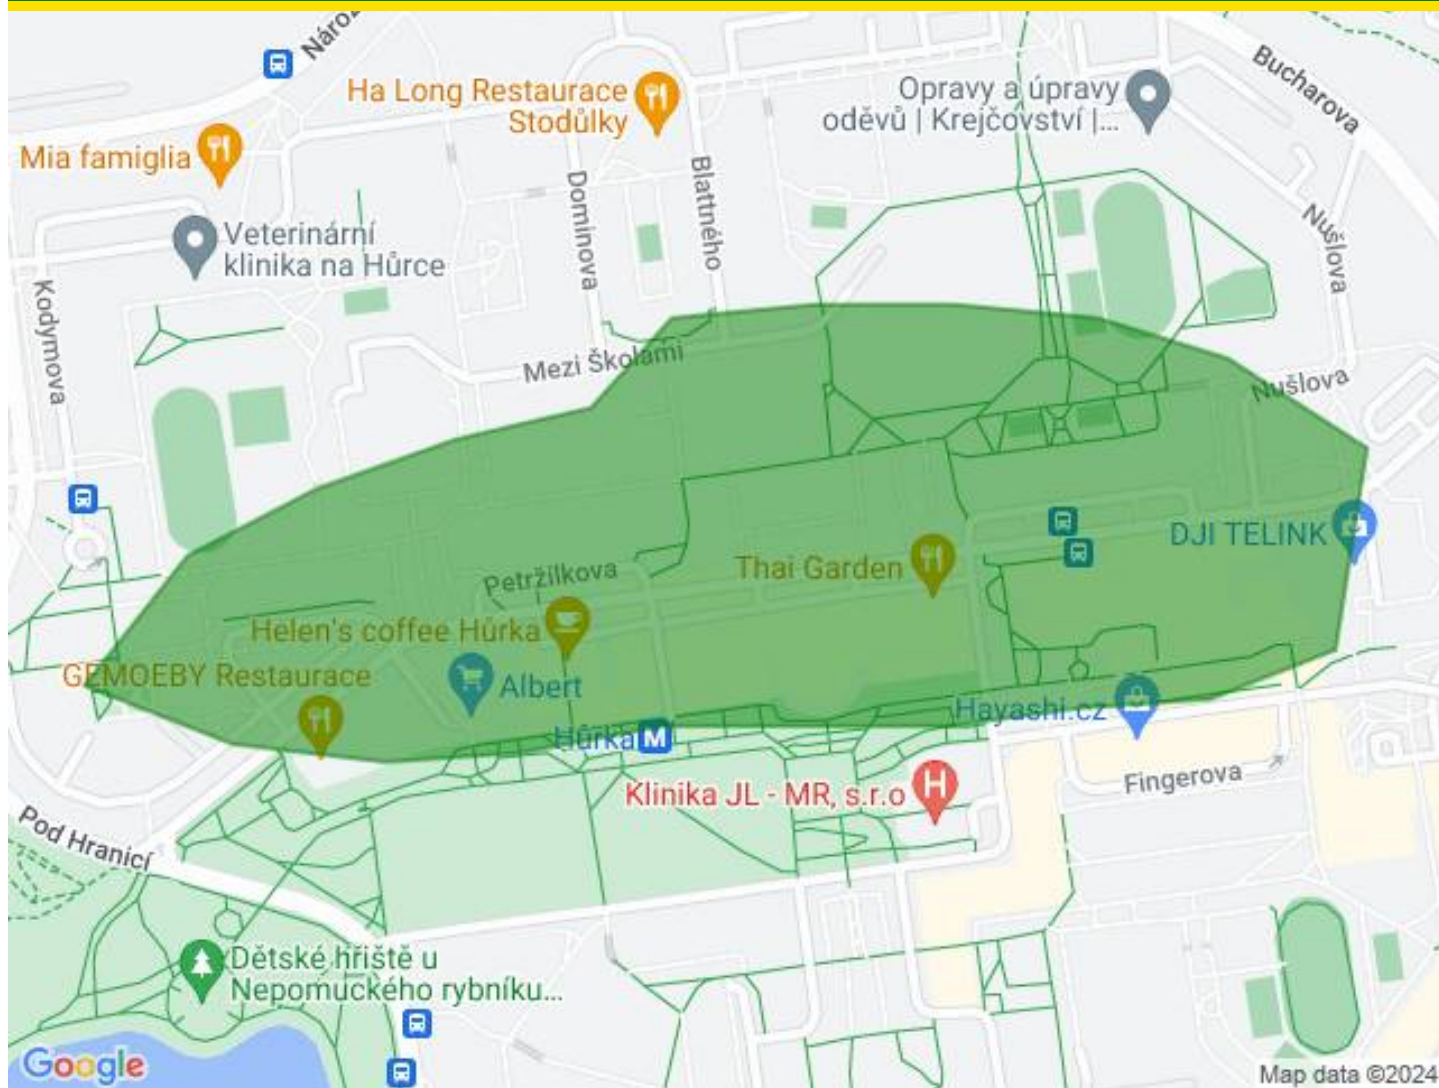 Nárož
Bucharova
Ha Long Restaurace
Stodůlky
Opravy a úpravy
oděvů | Krejčovství |...
Mia famiglia
Dominova
Blattného
Nušlova
Veterinární
klinika na Hůrce
Kodymova
Mezi Školami
Nušlova
DJI TELINK
Petržilkova
Thai Garden
Helen's coffee Hůrka
GEMOEBY Restaurace
Albert
Hayashi.cz
Hůrka M
Klinika JL - MR, s.r.o
H
Fingerova
Pod Hranicí
Dětské hřiště u
Nepomuckého rybníku...
Google
Map data ©2024